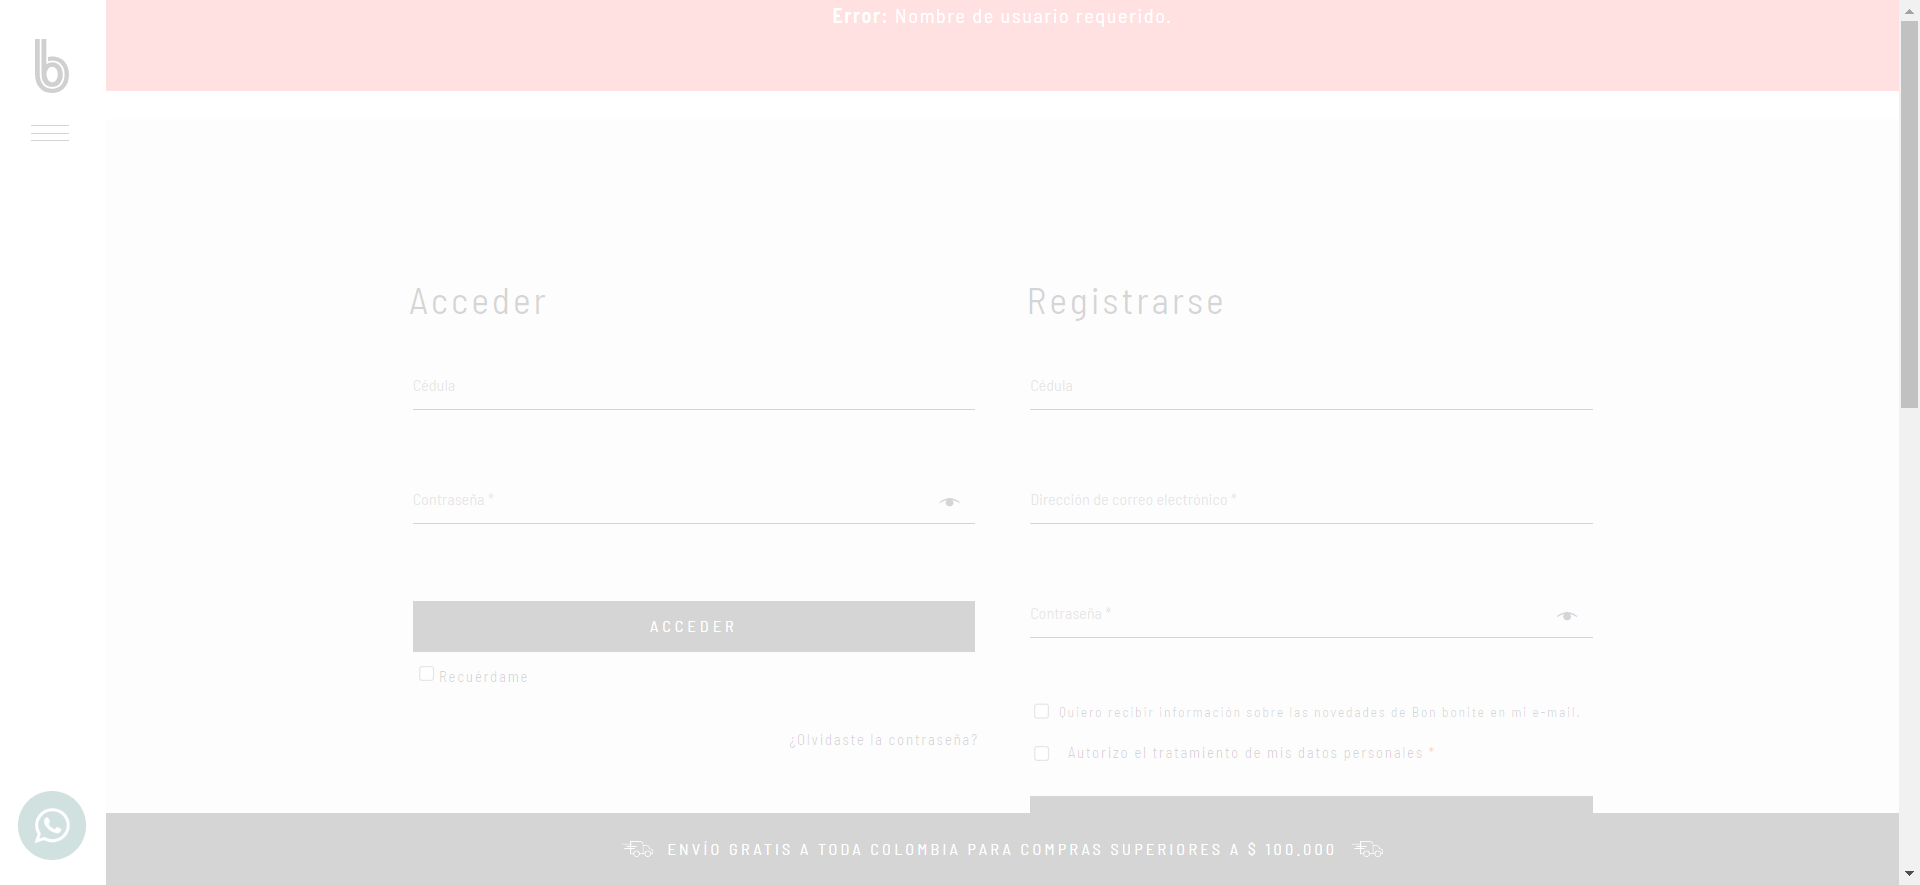 Error: Nombre de usuario requerido.
b
Acceder
Cédula
Contraseña *
ACCEDER
Recuérdame
¿Olvidaste la contraseña?
Registrarse
Cédula
Dirección de correo electrónico *
Contraseña *
Quiero recibir información sobre las novedades de Bon bonite en mi e-mail.
Autorizo el tratamiento de mis datos personales *
ENVÍO GRATIS A TODA COLOMBIA PARA COMPRAS SUPERIORES A $ 100.000